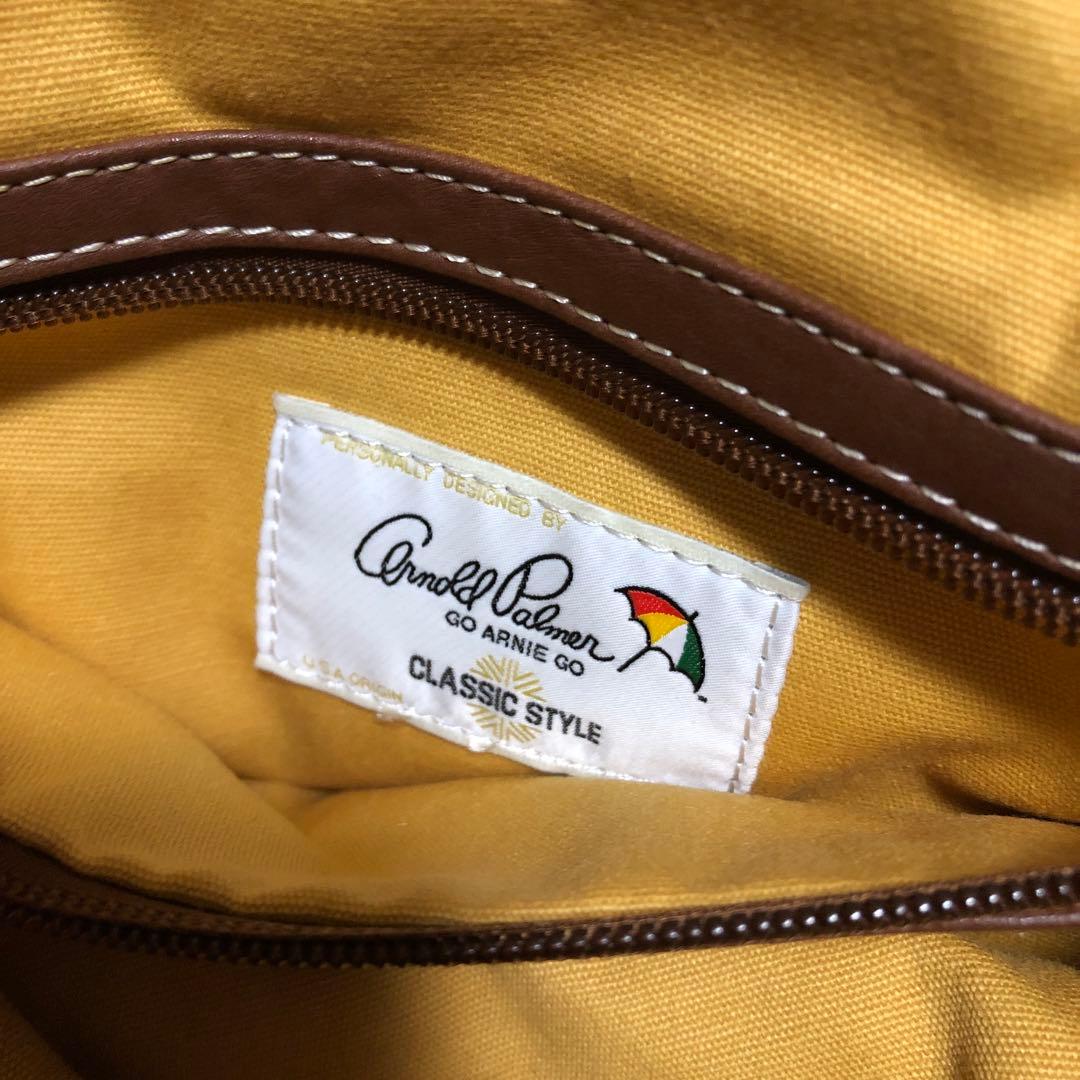 PERSONALLY DESIGNED BY
Arnold Palmer
GO ARNIE GO
U.S.A. ORIGIN
CLASSIC STYLE